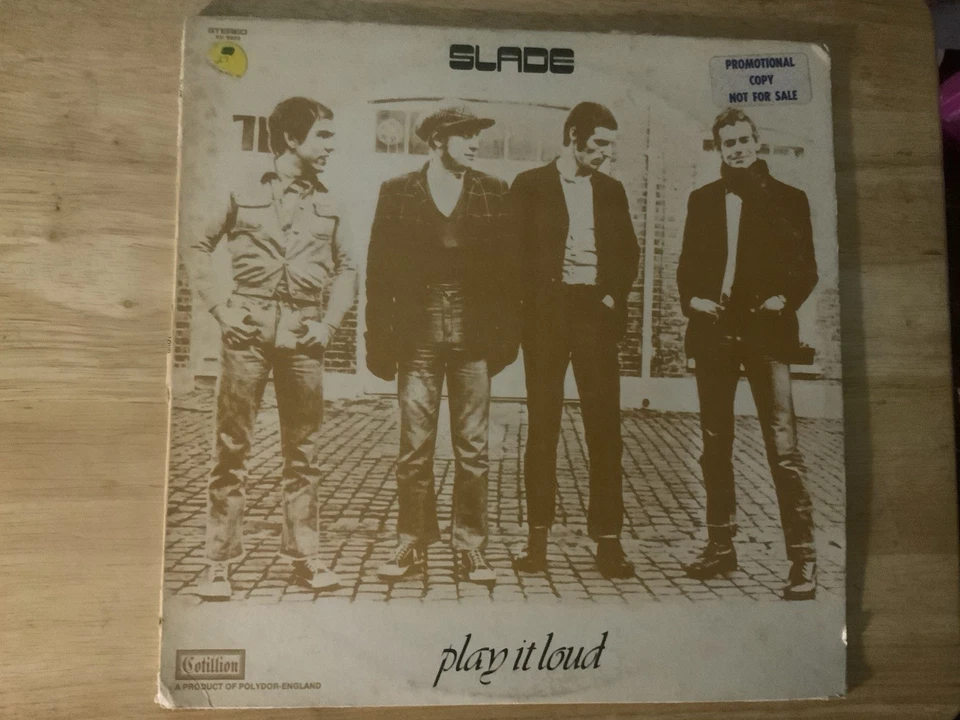 STEREO
SLADE
PROMOTIONAL
COPY
NOT FOR SALE
play it loud
Cotillion
A PRODUCT OF POLYDOR-ENGLAND